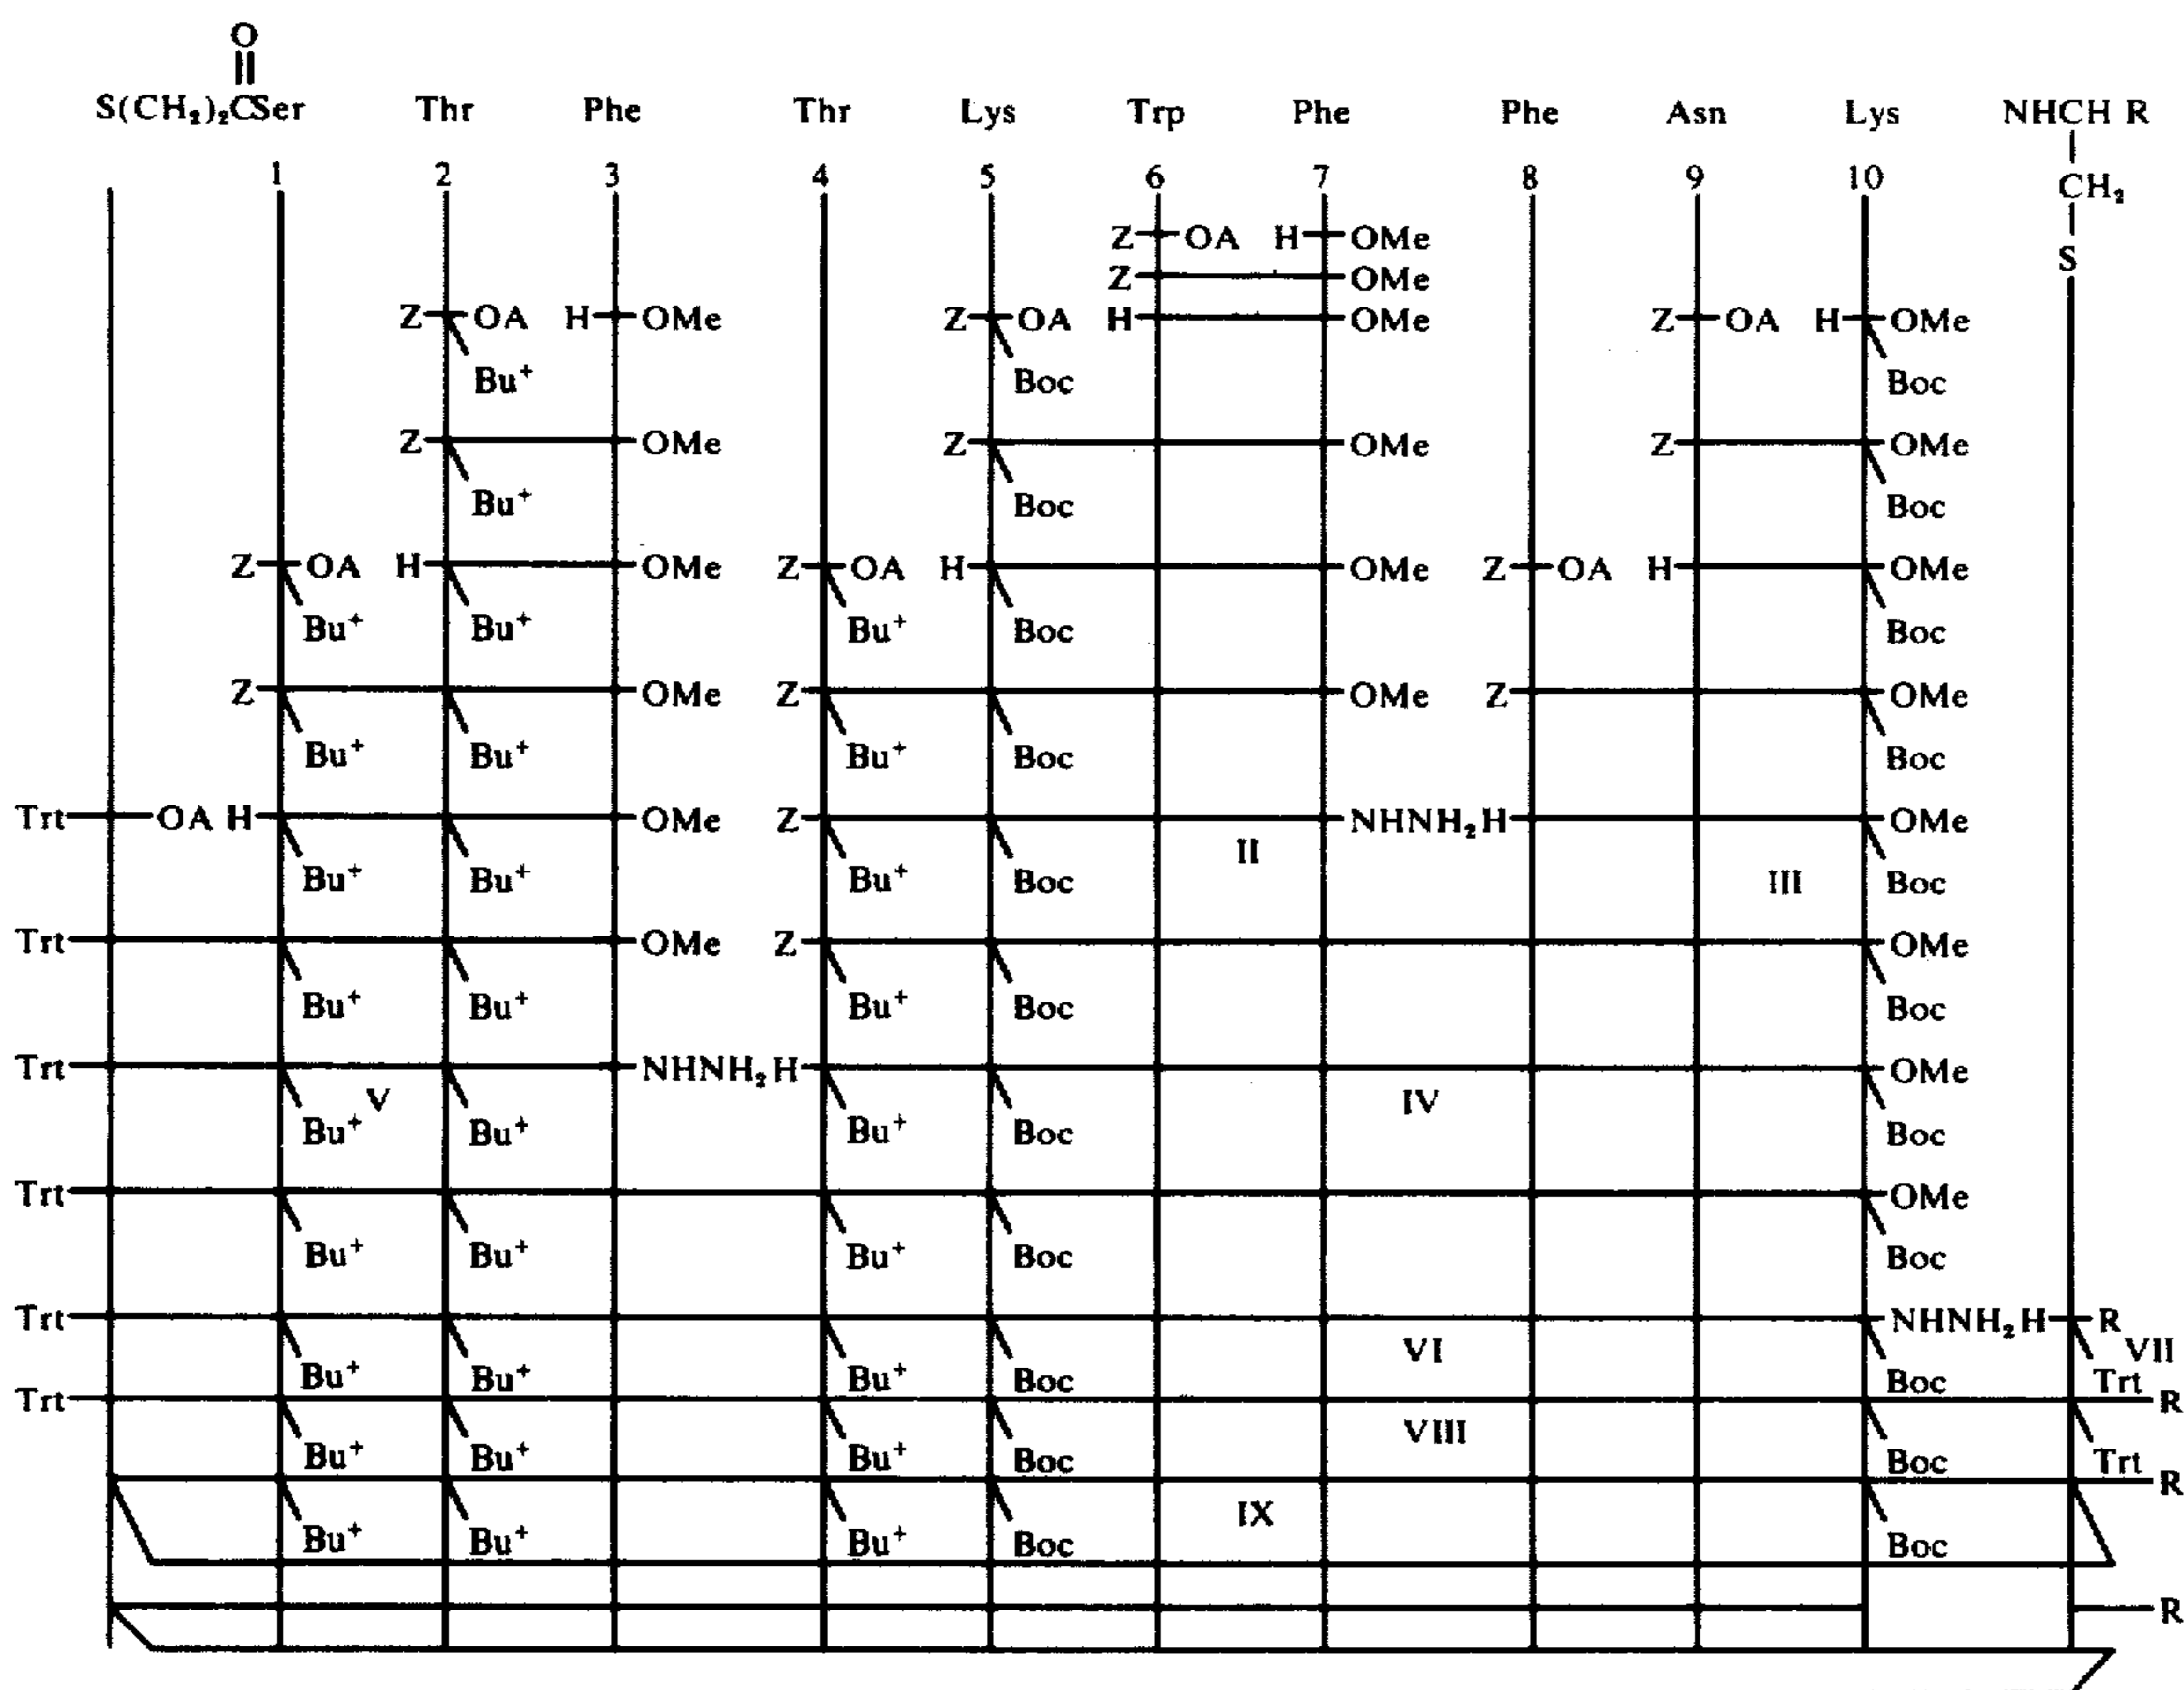 O
S(CH₂)₂CSer Thr Phe Thr Lys Trp Phe Phe Asn Lys NHCH R
1 2 3 4 5 6 7 8 9 10 CH₂
Z OA H OMe S
Z OMe
Z OA H OMe Z OA H OMe Z OA H OMe
Bu⁺ Boc Boc
Z OMe Z OMe Z OMe
Bu⁺ Boc Boc
Z OA H OMe Z OA H OMe Z OA H OMe
Bu⁺ Bu⁺ Bu⁺ Boc Boc
Z OMe Z OMe Z OMe
Bu⁺ Bu⁺ Bu⁺ Boc Boc
Trt OA H OMe Z NHNH₂ H OMe
II
Bu⁺ Bu⁺ Bu⁺ Boc III Boc
Trt OMe Z OMe
Bu⁺ Bu⁺ Bu⁺ Boc Boc
Trt NHNH₂ H OMe
V IV
Bu⁺ Bu⁺ Bu⁺ Boc Boc
Trt OMe
Bu⁺ Bu⁺ Bu⁺ Boc Boc
Trt NHNH₂ H R
VI VII
Bu⁺ Bu⁺ Bu⁺ Boc Boc Trt
Trt R
VIII
Bu⁺ Bu⁺ Bu⁺ Boc Boc Trt
R
IX
Bu⁺ Bu⁺ Bu⁺ Boc Boc
R